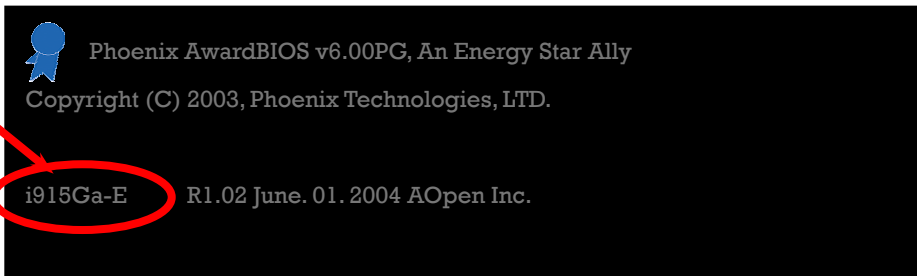 Phoenix AwardBIOS v6.00PG, An Energy Star Ally
Copyright (C) 2003, Phoenix Technologies, LTD.
i915Ga-E R1.02 June. 01. 2004 AOpen Inc.